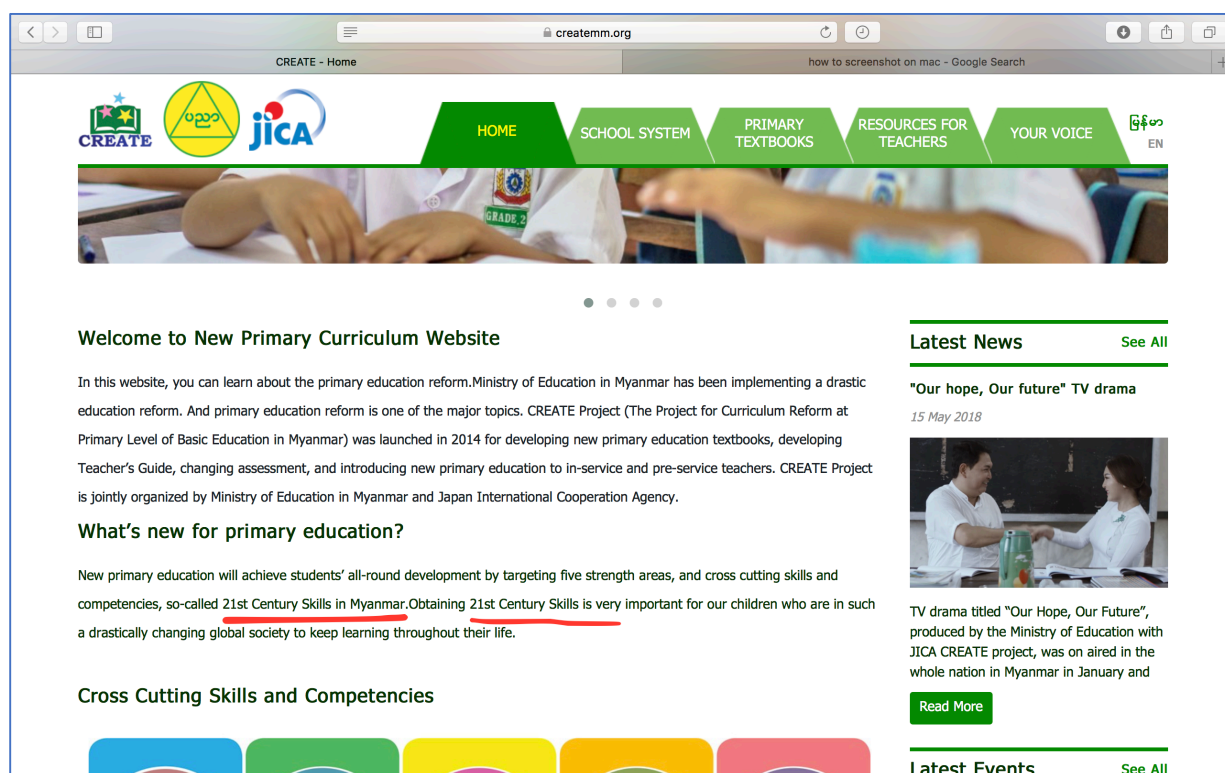 createmm.org
CREATE - Home
how to screenshot on mac - Google Search
CREATE
ပညာ
jICA
HOME
SCHOOL SYSTEM
PRIMARY
TEXTBOOKS
RESOURCES FOR
TEACHERS
YOUR VOICE
မြန်မာ
EN
GRADE,2
Welcome to New Primary Curriculum Website
In this website, you can learn about the primary education reform.Ministry of Education in Myanmar has been implementing a drastic
education reform. And primary education reform is one of the major topics. CREATE Project (The Project for Curriculum Reform at
Primary Level of Basic Education in Myanmar) was launched in 2014 for developing new primary education textbooks, developing
Teacher’s Guide, changing assessment, and introducing new primary education to in-service and pre-service teachers. CREATE Project
is jointly organized by Ministry of Education in Myanmar and Japan International Cooperation Agency.
What’s new for primary education?
New primary education will achieve students’ all-round development by targeting five strength areas, and cross cutting skills and
competencies, so-called 21st Century Skills in Myanmar.Obtaining 21st Century Skills is very important for our children who are in such
a drastically changing global society to keep learning throughout their life.
Cross Cutting Skills and Competencies
Latest News
See All
"Our hope, Our future" TV drama
15 May 2018
TV drama titled “Our Hope, Our Future”,
produced by the Ministry of Education with
JICA CREATE project, was on aired in the
whole nation in Myanmar in January and
Read More
Latest Events
See All